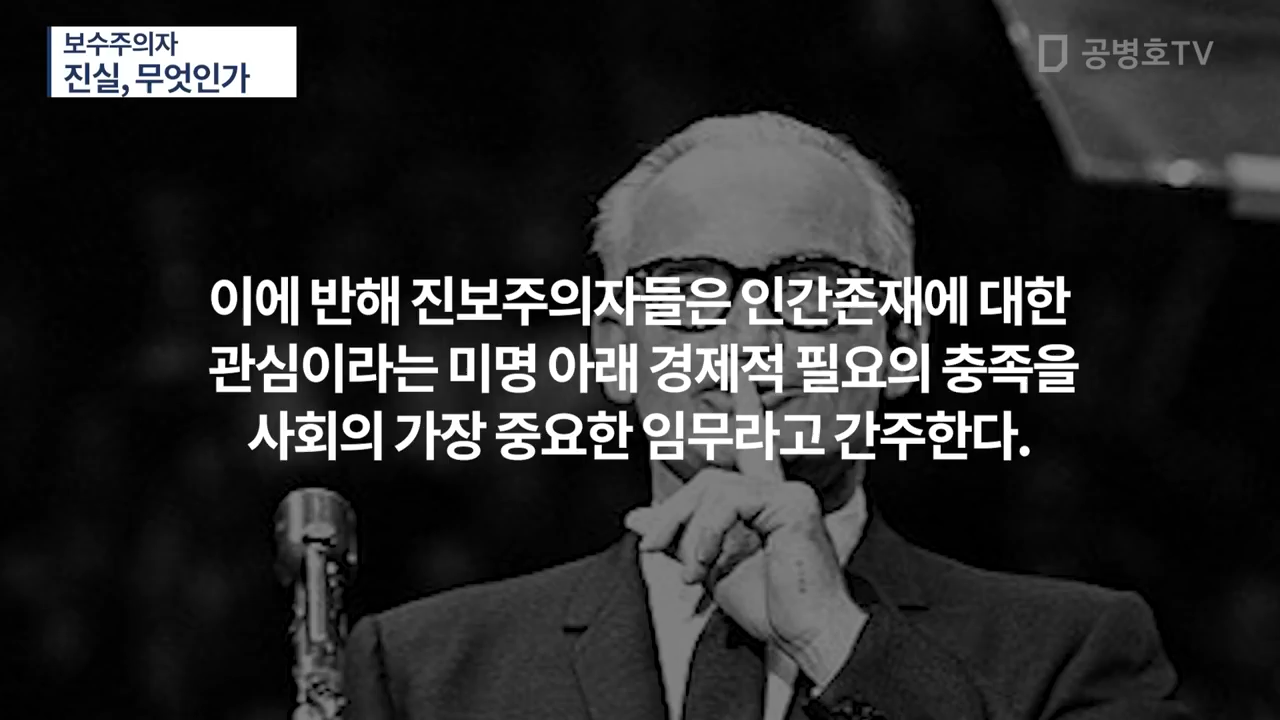 보수주의자
진실, 무엇인가
공병호TV
이에 반해 진보주의자들은 인간존재에 대한
관심이라는 미명 아래 경제적 필요의 충족을
사회의 가장 중요한 임무라고 간주한다.